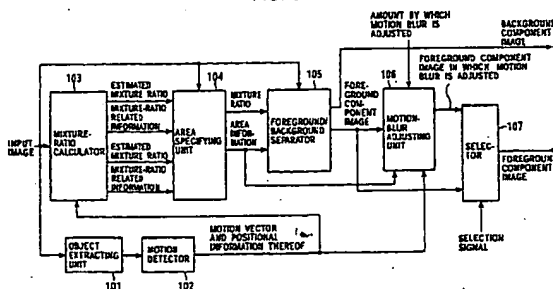 AMOUNT BY WHICH
MOTION BLUR IS
ADJUSTED
BACKGROUND
COMPONENT
IMAGE
FOREGROUND COMPONENT
IMAGE IN WHICH MOTION
BLUR IS ADJUSTED
103
ESTIMATED
MIXTURE RATIO
MIXTURE-RATIO
RELATED
INFORMATION
ESTIMATED
MIXTURE RATIO
MIXTURE-RATIO
RELATED
INFORMATION
104
MIXTURE
RATIO
AREA INFOR-
MATION
105
FORE-
GROUND
COM-
PONENT
IMAGE
106
107
INPUT
IMAGE
MIXTURE-RATIO
CALCULATOR
AREA
SPECIFYING
UNIT
FOREGROUND/
BACKGROUND
SEPARATOR
MOTION-
BLUR
ADJUSTING
UNIT
SELEC-
TOR
FOREGROUND
COMPONENT
IMAGE
MOTION VECTOR
AND POSITIONAL
INFORMATION THEREOF
SELECTION
SIGNAL
OBJECT
EXTRACTING
UNIT
MOTION
DETECTOR
101
102